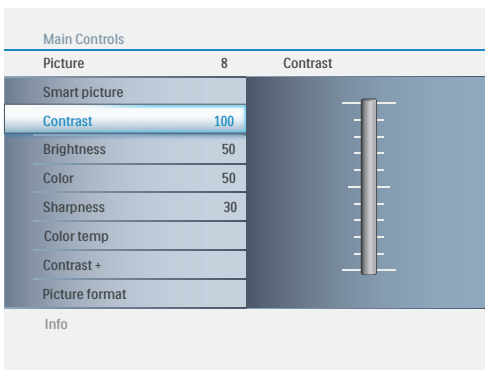 Main Controls
Picture 8 Contrast
Smart picture
Contrast 100
Brightness 50
Color 50
Sharpness 30
Color temp
Contrast +
Picture format
Info